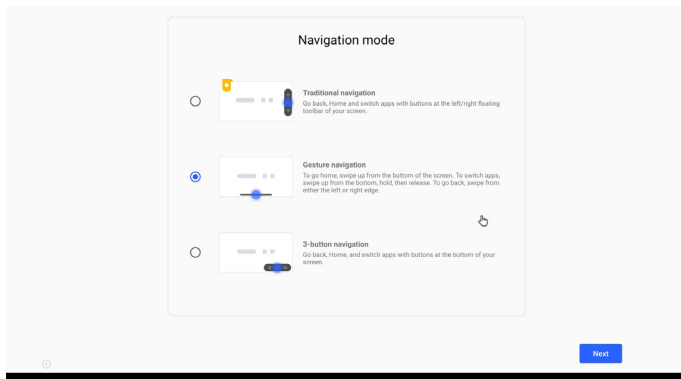 Navigation mode
Traditional navigation
Go back, Home and switch apps with buttons at the left/right floating
toolbar of your screen.
Gesture navigation
To go home, swipe up from the bottom of the screen. To switch apps,
swipe up from the bottom, hold, then release. To go back, swipe from
either the left or right edge.
3-button navigation
Go back, Home, and switch apps with buttons at the bottom of your
screen.
Next